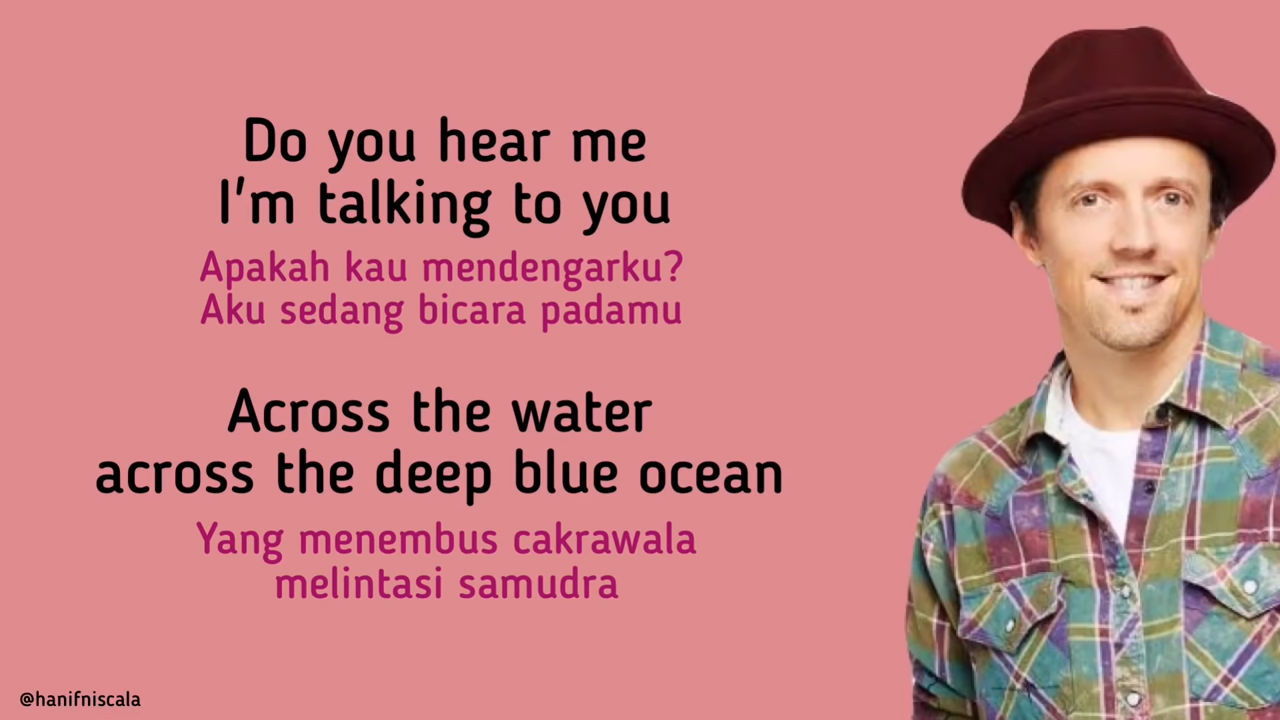 Do you hear me
I'm talking to you
Apakah kau mendengarku?
Aku sedang bicara padamu
Across the water
across the deep blue ocean
Yang menembus cakrawala
melintasi samudra
@hanifniscala